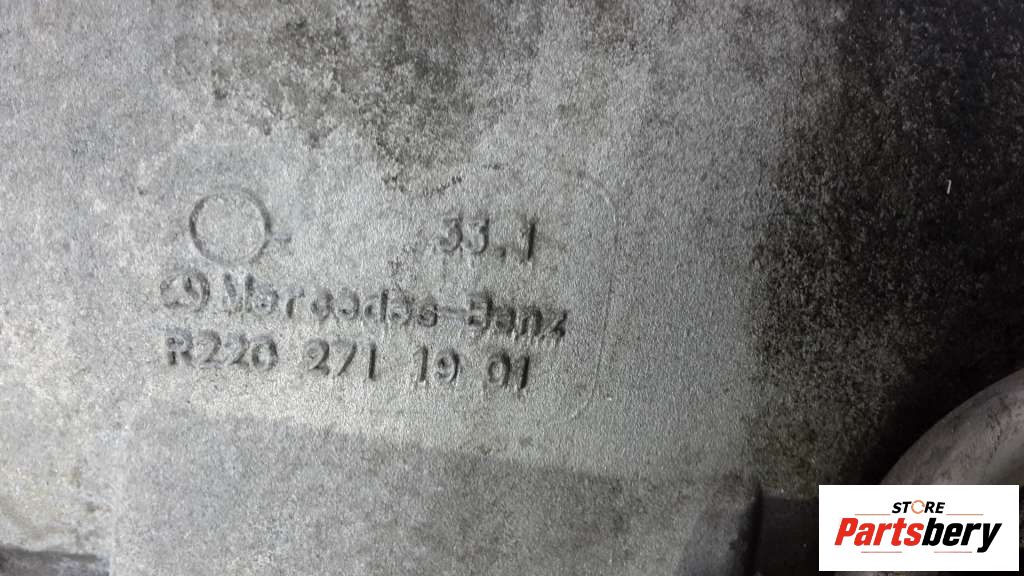 33.1
Mercedes-Benz
R220 271 19 01
STORE
Partsbery